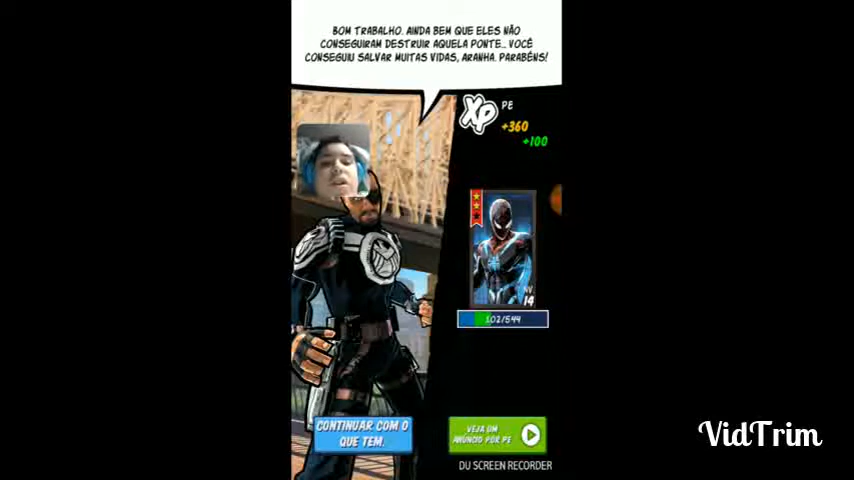 BOM TRABALHO. AINDA BEM QUE ELES NÃO
CONSEGUIRAM DESTRUIR AQUELA PONTE... VOCÊ
CONSEGUIU SALVAR MUITAS VIDAS, ARANHA. PARABÉNS!
XP
PE
+360
+100
NV.
14
102/544
CONTINUAR COM O
QUE TEM.
VEJA UM
ANÚNCIO POR PE
DU SCREEN RECORDER
VidTrim